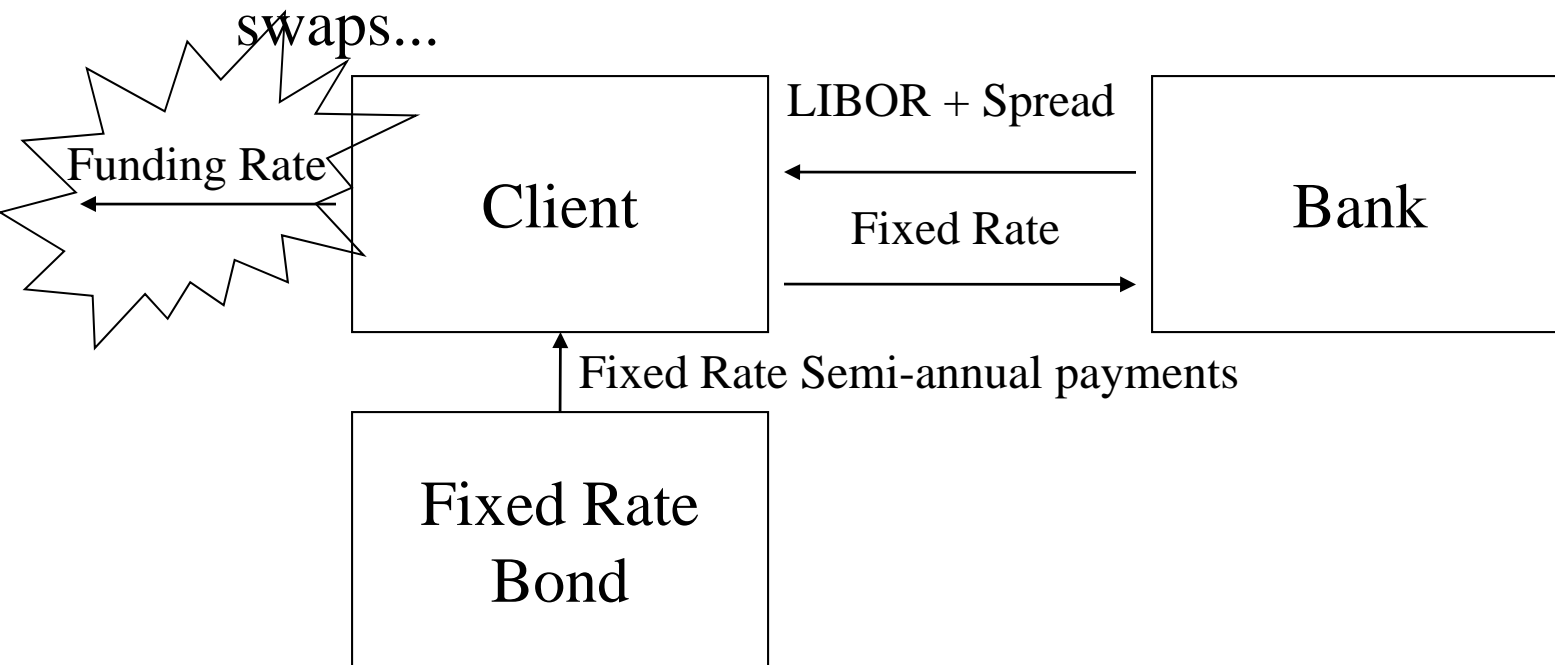 swaps...
LIBOR + Spread
Funding Rate
Client
Bank
Fixed Rate
Fixed Rate Semi-annual payments
Fixed Rate
Bond